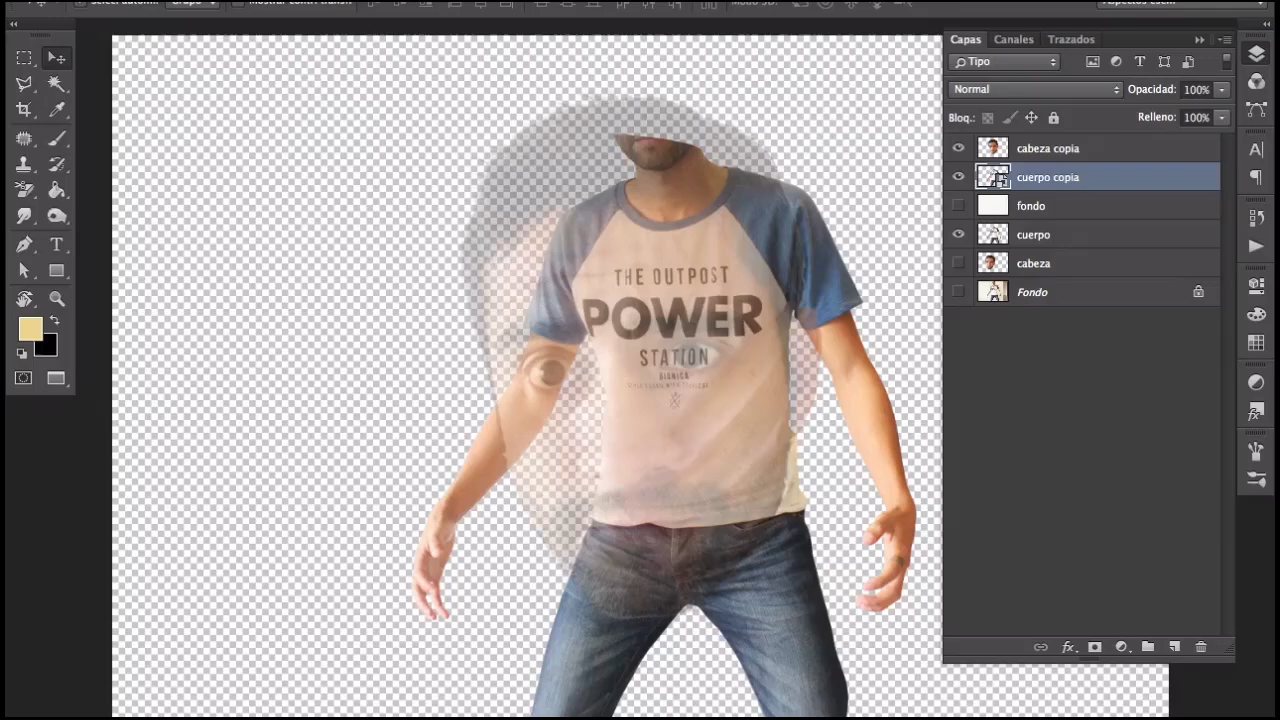 Capas Canales Trazados
Tipo
Normal Opacidad: 100%
Bloq.: Relleno: 100%
cabeza copia
cuerpo copia
fondo
cuerpo
cabeza
Fondo
THE OUTPOST
POWER
STATION